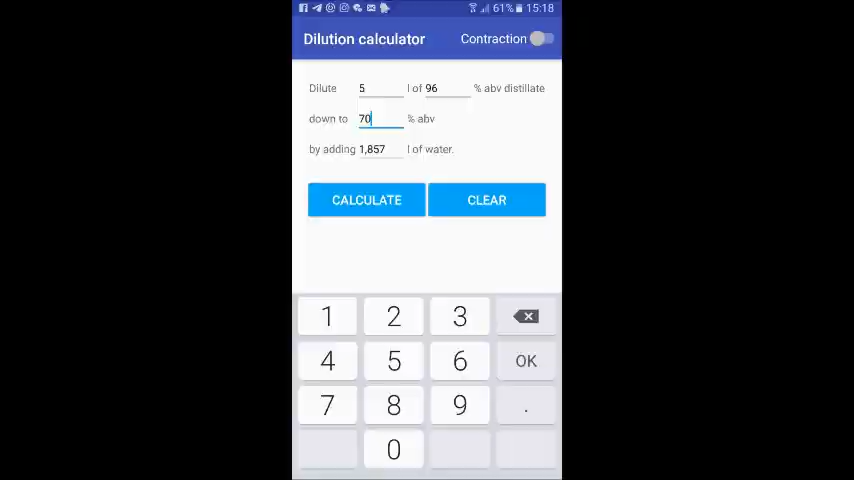 61% 15:18
Dilution calculator Contraction
Dilute 5 l of 96 % abv distillate
down to 70 % abv
by adding 1,857 l of water.
CALCULATE CLEAR
1 2 3
4 5 6 OK
7 8 9 .
0